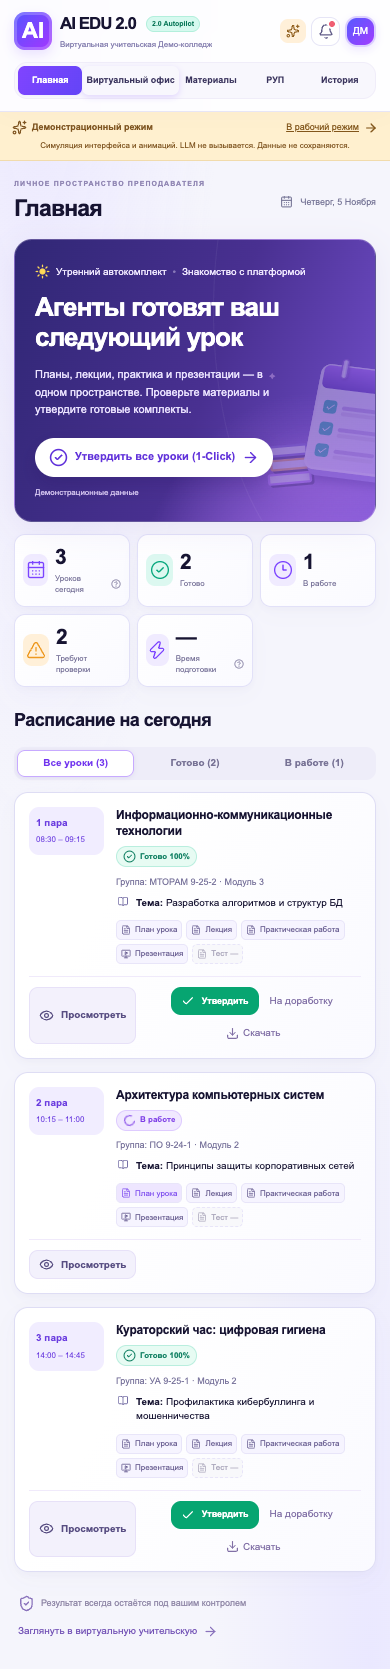 AI
AI EDU 2.0
2.0 Autopilot
Виртуальная учительская Демо-колледж
ДМ
Главная
Виртуальный офис
Материалы
РУП
История
Демонстрационный режим
В рабочий режим
Симуляция интерфейса и анимаций. LLM не вызывается. Данные не сохраняются.
ЛИЧНОЕ ПРОСТРАНСТВО ПРЕПОДАВАТЕЛЯ
Главная
Четверг, 5 Ноября
Утренний автокомплект • Знакомство с платформой
Агенты готовят ваш
следующий урок
Планы, лекции, практика и презентации — в
одном пространстве. Проверьте материалы и
утвердите готовые комплекты.
Утвердить все уроки (1-Click)
Демонстрационные данные
3
Уроков
сегодня
2
Готово
1
В работе
2
Требуют
проверки
—
Время
подготовки
Расписание на сегодня
Все уроки (3)
Готово (2)
В работе (1)
1 пара
08:30 – 09:15
Информационно-коммуникационные
технологии
Готово 100%
Группа: МТОРАМ 9-25-2 · Модуль 3
Тема: Разработка алгоритмов и структур БД
План урока
Лекция
Практическая работа
Презентация
Тест —
Просмотреть
Утвердить
На доработку
Скачать
2 пара
10:15 – 11:00
Архитектура компьютерных систем
В работе
Группа: ПО 9-24-1 · Модуль 2
Тема: Принципы защиты корпоративных сетей
План урока
Лекция
Практическая работа
Презентация
Тест —
Просмотреть
3 пара
14:00 – 14:45
Кураторский час: цифровая гигиена
Готово 100%
Группа: УА 9-25-1 · Модуль 2
Тема: Профилактика кибербуллинга и
мошенничества
План урока
Лекция
Практическая работа
Презентация
Тест —
Просмотреть
Утвердить
На доработку
Скачать
Результат всегда остаётся под вашим контролем
Заглянуть в виртуальную учительскую